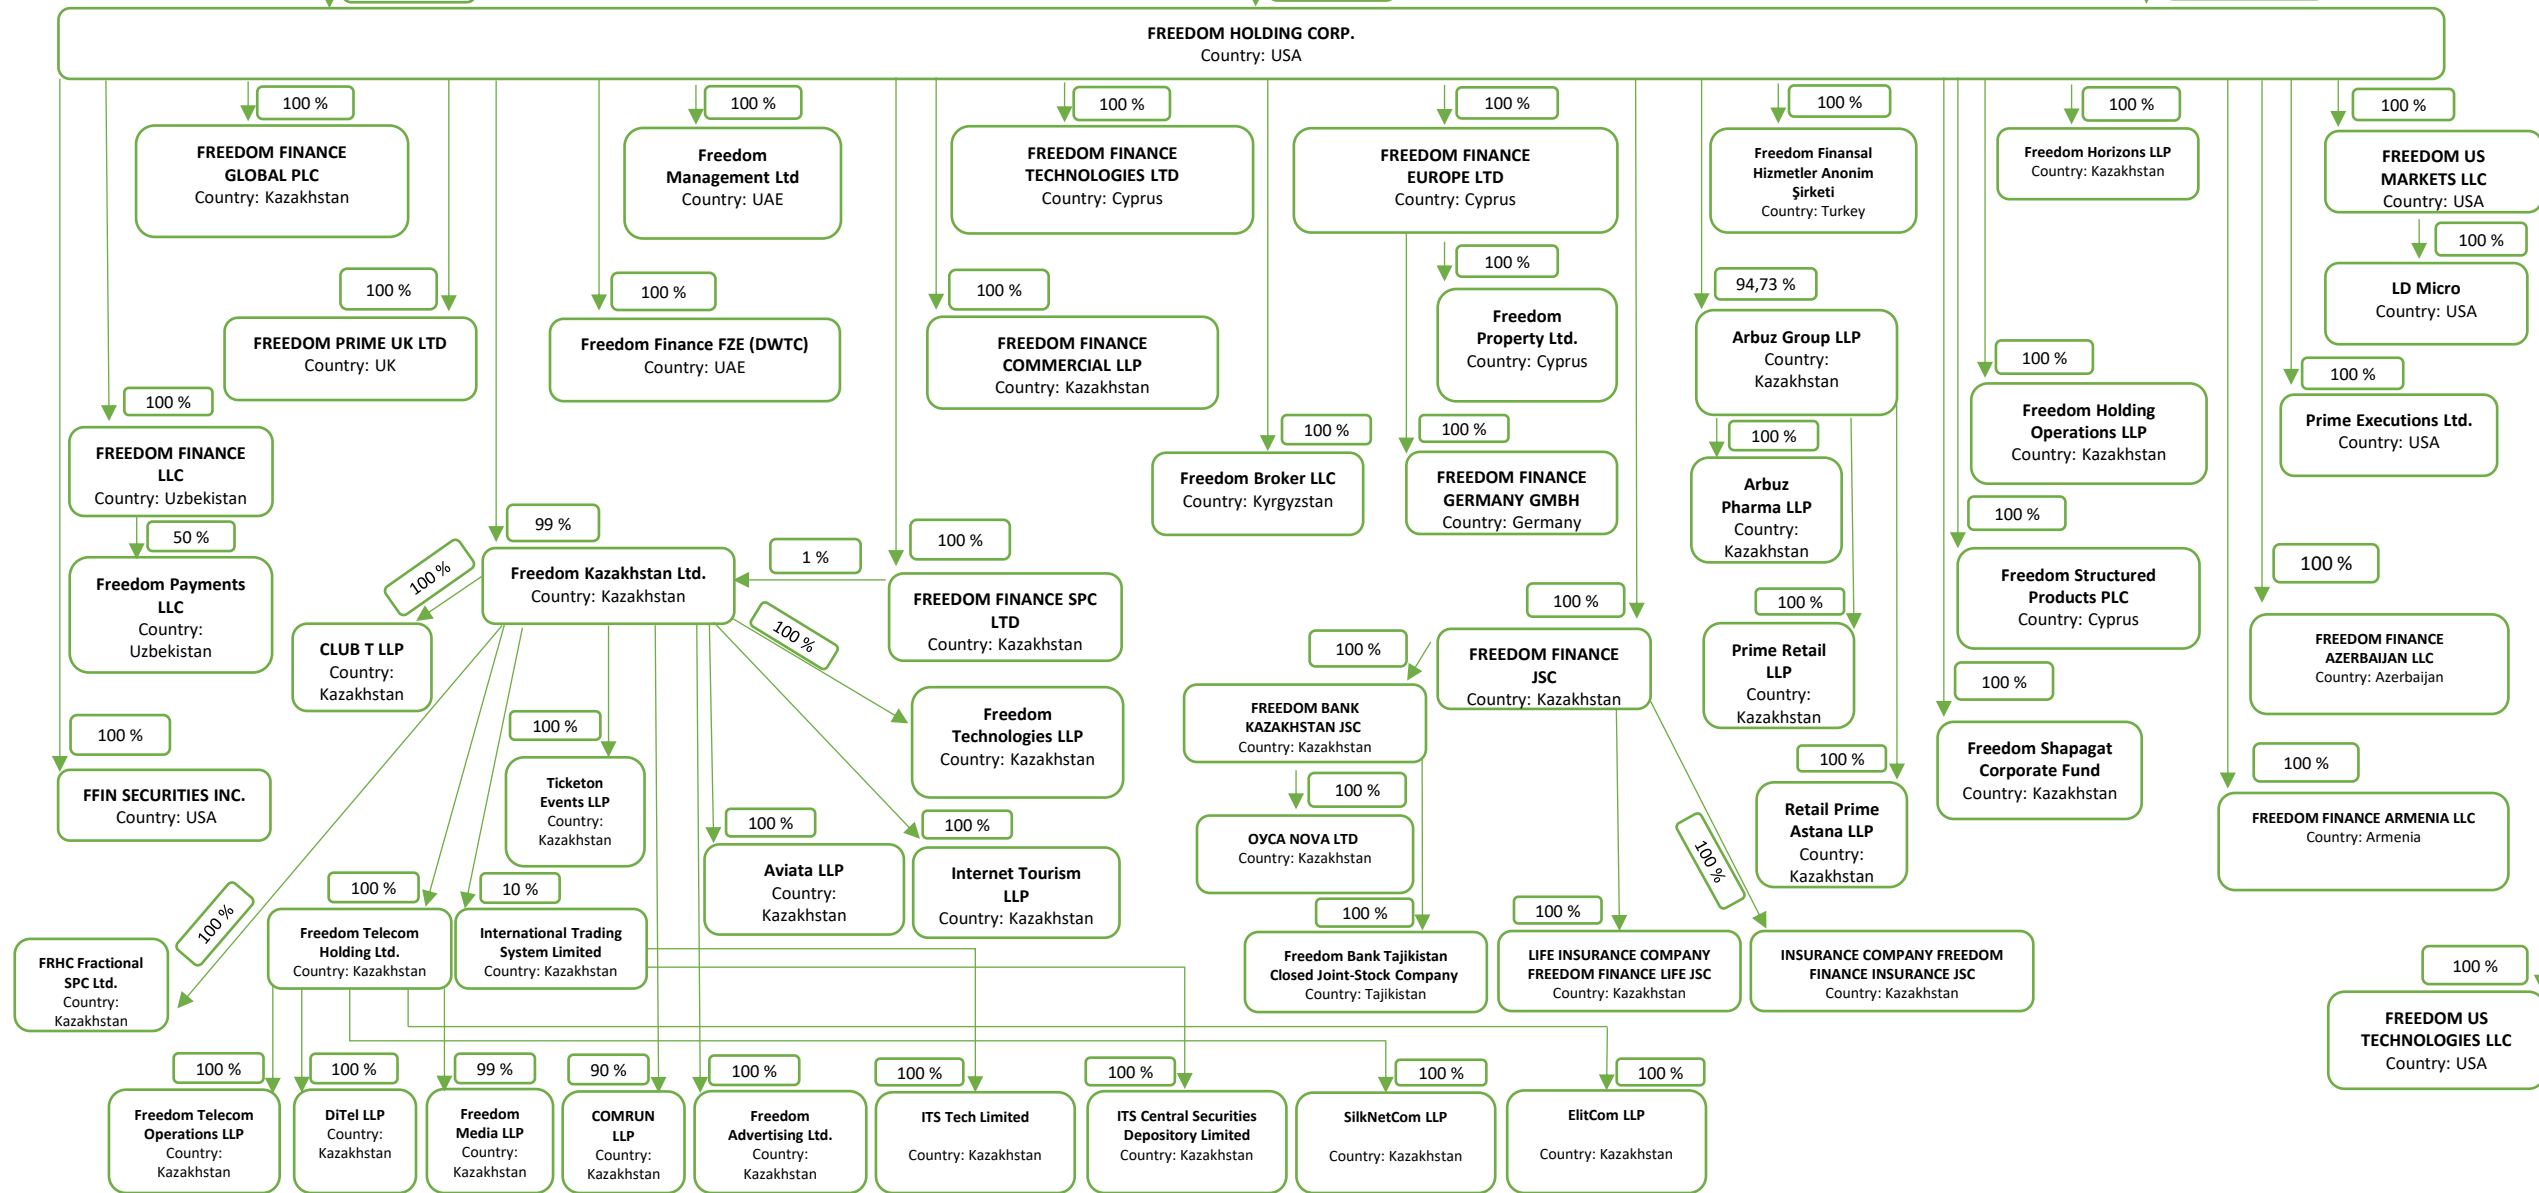 FREEDOM HOLDING CORP.
Country: USA
100 %
FREEDOM FINANCE
GLOBAL PLC
Country: Kazakhstan
100 %
Freedom
Management Ltd
Country: UAE
100 %
FREEDOM FINANCE
TECHNOLOGIES LTD
Country: Cyprus
100 %
FREEDOM FINANCE
EUROPE LTD
Country: Cyprus
100 %
Freedom Finansal
Hizmetler Anonim
Şirketi
Country: Turkey
100 %
Freedom Horizons LLP
Country: Kazakhstan
100 %
FREEDOM US
MARKETS LLC
Country: USA
100 %
LD Micro
Country: USA
100 %
FREEDOM PRIME UK LTD
Country: UK
100 %
Freedom Finance FZE (DWTC)
Country: UAE
100 %
FREEDOM FINANCE
COMMERCIAL LLP
Country: Kazakhstan
100 %
Freedom
Property Ltd.
Country: Cyprus
94,73 %
Arbuz Group LLP
Country:
Kazakhstan
100 %
Freedom Holding
Operations LLP
Country: Kazakhstan
100 %
Prime Executions Ltd.
Country: USA
100 %
FREEDOM FINANCE
LLC
Country: Uzbekistan
100 %
Freedom Broker LLC
Country: Kyrgyzstan
100 %
FREEDOM FINANCE
GERMANY GMBH
Country: Germany
100 %
Arbuz
Pharma LLP
Country:
Kazakhstan
50 %
Freedom Payments
LLC
Country:
Uzbekistan
99 %
Freedom Kazakhstan Ltd.
Country: Kazakhstan
1 %
100 %
FREEDOM FINANCE SPC
LTD
Country: Kazakhstan
100 %
Freedom Structured
Products PLC
Country: Cyprus
100 %
FREEDOM FINANCE
AZERBAIJAN LLC
Country: Azerbaijan
100 %
CLUB T LLP
Country:
Kazakhstan
100 %
Freedom
Technologies LLP
Country: Kazakhstan
100 %
FREEDOM FINANCE
JSC
Country: Kazakhstan
100 %
Prime Retail
LLP
Country:
Kazakhstan
100 %
FREEDOM BANK
KAZAKHSTAN JSC
Country: Kazakhstan
100 %
Freedom Shapagat
Corporate Fund
Country: Kazakhstan
100 %
FFIN SECURITIES INC.
Country: USA
100 %
Ticketon
Events LLP
Country:
Kazakhstan
100 %
Aviata LLP
Country:
Kazakhstan
100 %
Internet Tourism
LLP
Country: Kazakhstan
100 %
OYCA NOVA LTD
Country: Kazakhstan
100 %
Retail Prime
Astana LLP
Country:
Kazakhstan
100 %
FREEDOM FINANCE ARMENIA LLC
Country: Armenia
100 %
FRHC Fractional
SPC Ltd.
Country:
Kazakhstan
100 %
Freedom Telecom
Holding Ltd.
Country: Kazakhstan
10 %
International Trading
System Limited
Country: Kazakhstan
100 %
Freedom Bank Tajikistan
Closed Joint-Stock Company
Country: Tajikistan
100 %
LIFE INSURANCE COMPANY
FREEDOM FINANCE LIFE JSC
Country: Kazakhstan
100 %
INSURANCE COMPANY FREEDOM
FINANCE INSURANCE JSC
Country: Kazakhstan
100 %
FREEDOM US
TECHNOLOGIES LLC
Country: USA
100 %
Freedom Telecom
Operations LLP
Country:
Kazakhstan
100 %
DiTel LLP
Country:
Kazakhstan
99 %
Freedom
Media LLP
Country:
Kazakhstan
90 %
COMRUN
LLP
Country:
Kazakhstan
100 %
Freedom
Advertising Ltd.
Country:
Kazakhstan
100 %
ITS Tech Limited
Country: Kazakhstan
100 %
ITS Central Securities
Depository Limited
Country: Kazakhstan
100 %
SilkNetCom LLP
Country: Kazakhstan
100 %
ElitCom LLP
Country: Kazakhstan